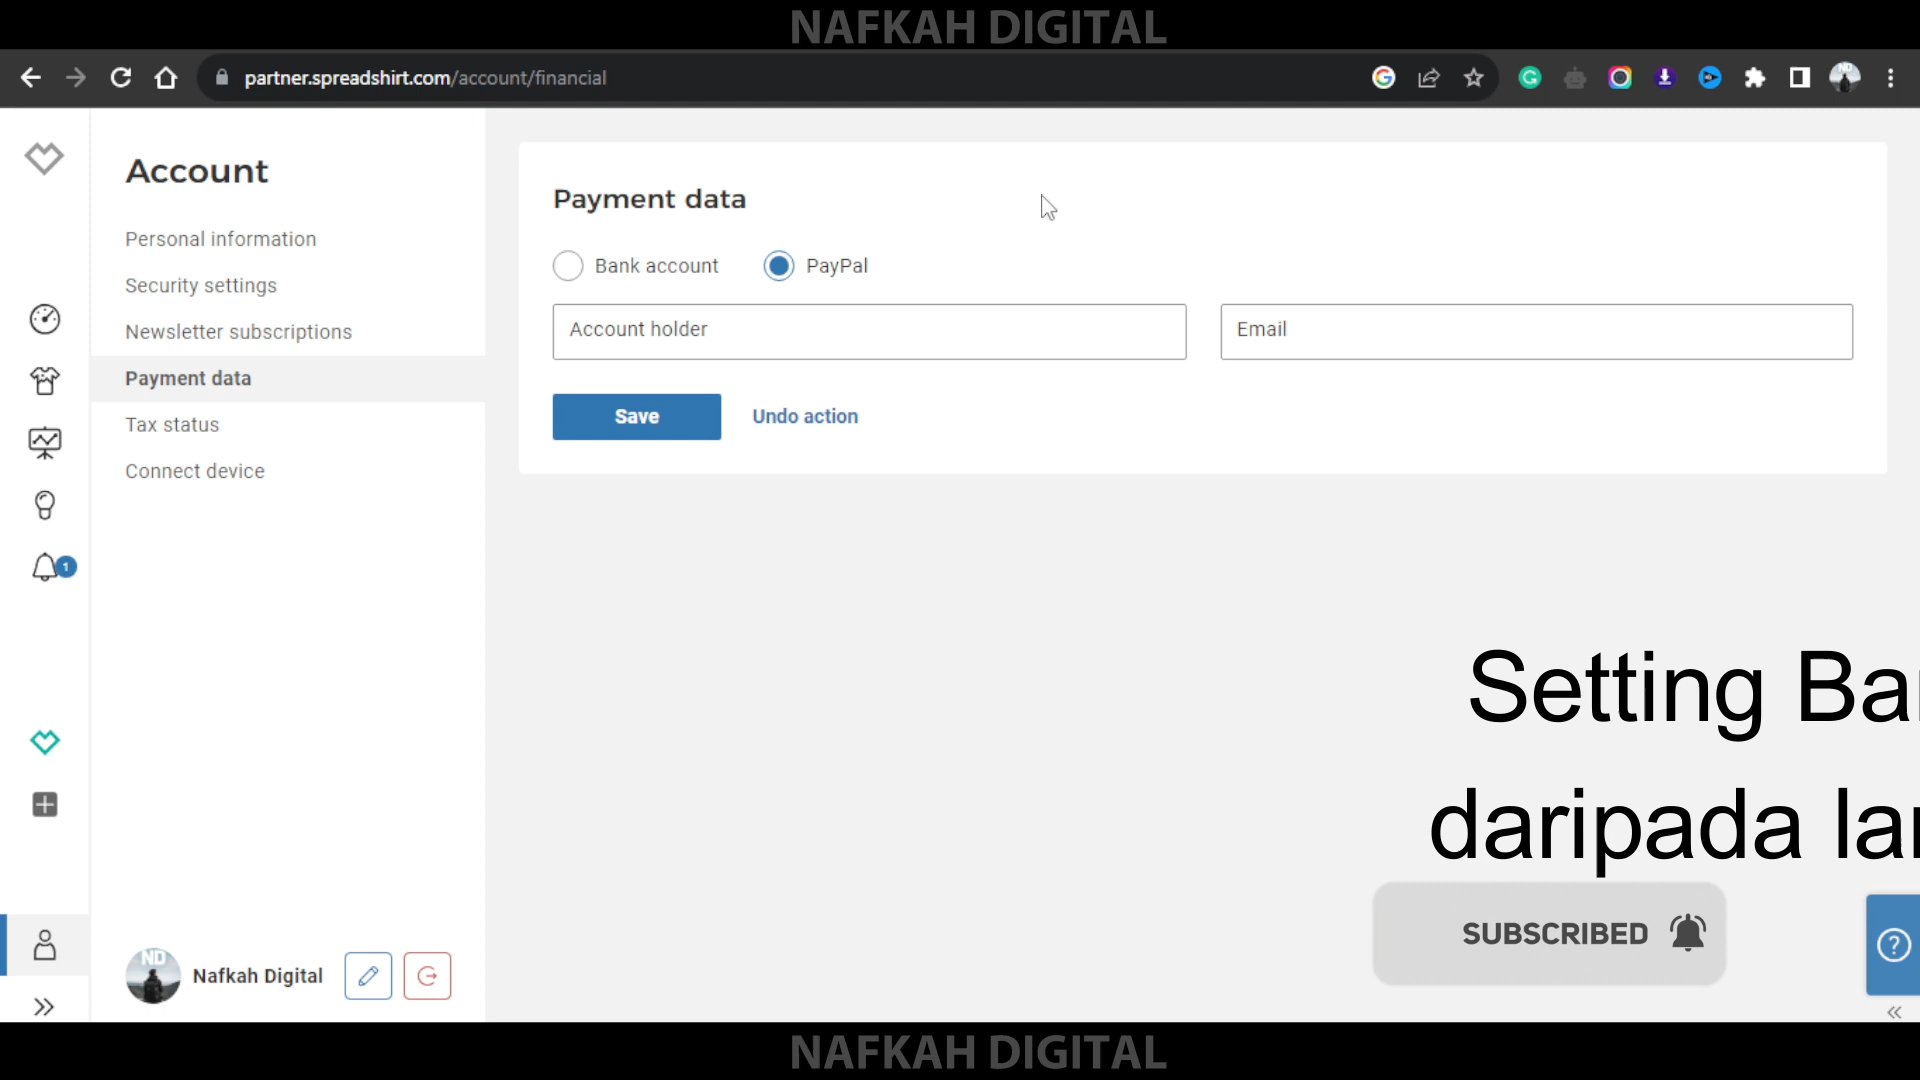 NAFKAH DIGITAL
partner.spreadshirt.com/account/financial
Account
Personal information
Security settings
Newsletter subscriptions
Payment data
Tax status
Connect device
Payment data
Bank account
PayPal
Account holder
Email
Save
Undo action
1
Setting
daripada
SUBSCRIBED
ND
Nafkah Digital
NAFKAH DIGITAL